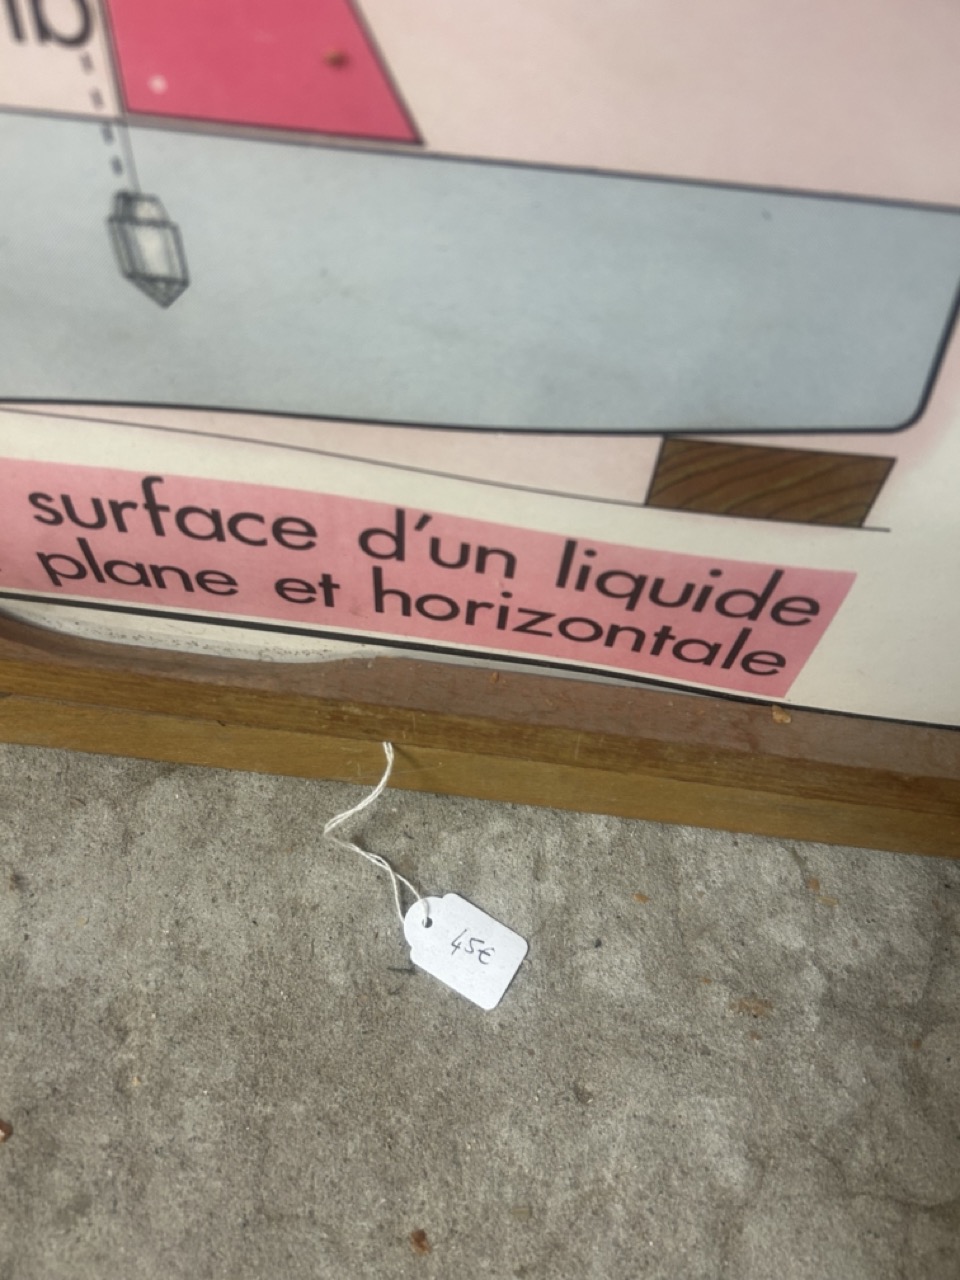 surface d'un liquide
plane et horizontale
45€